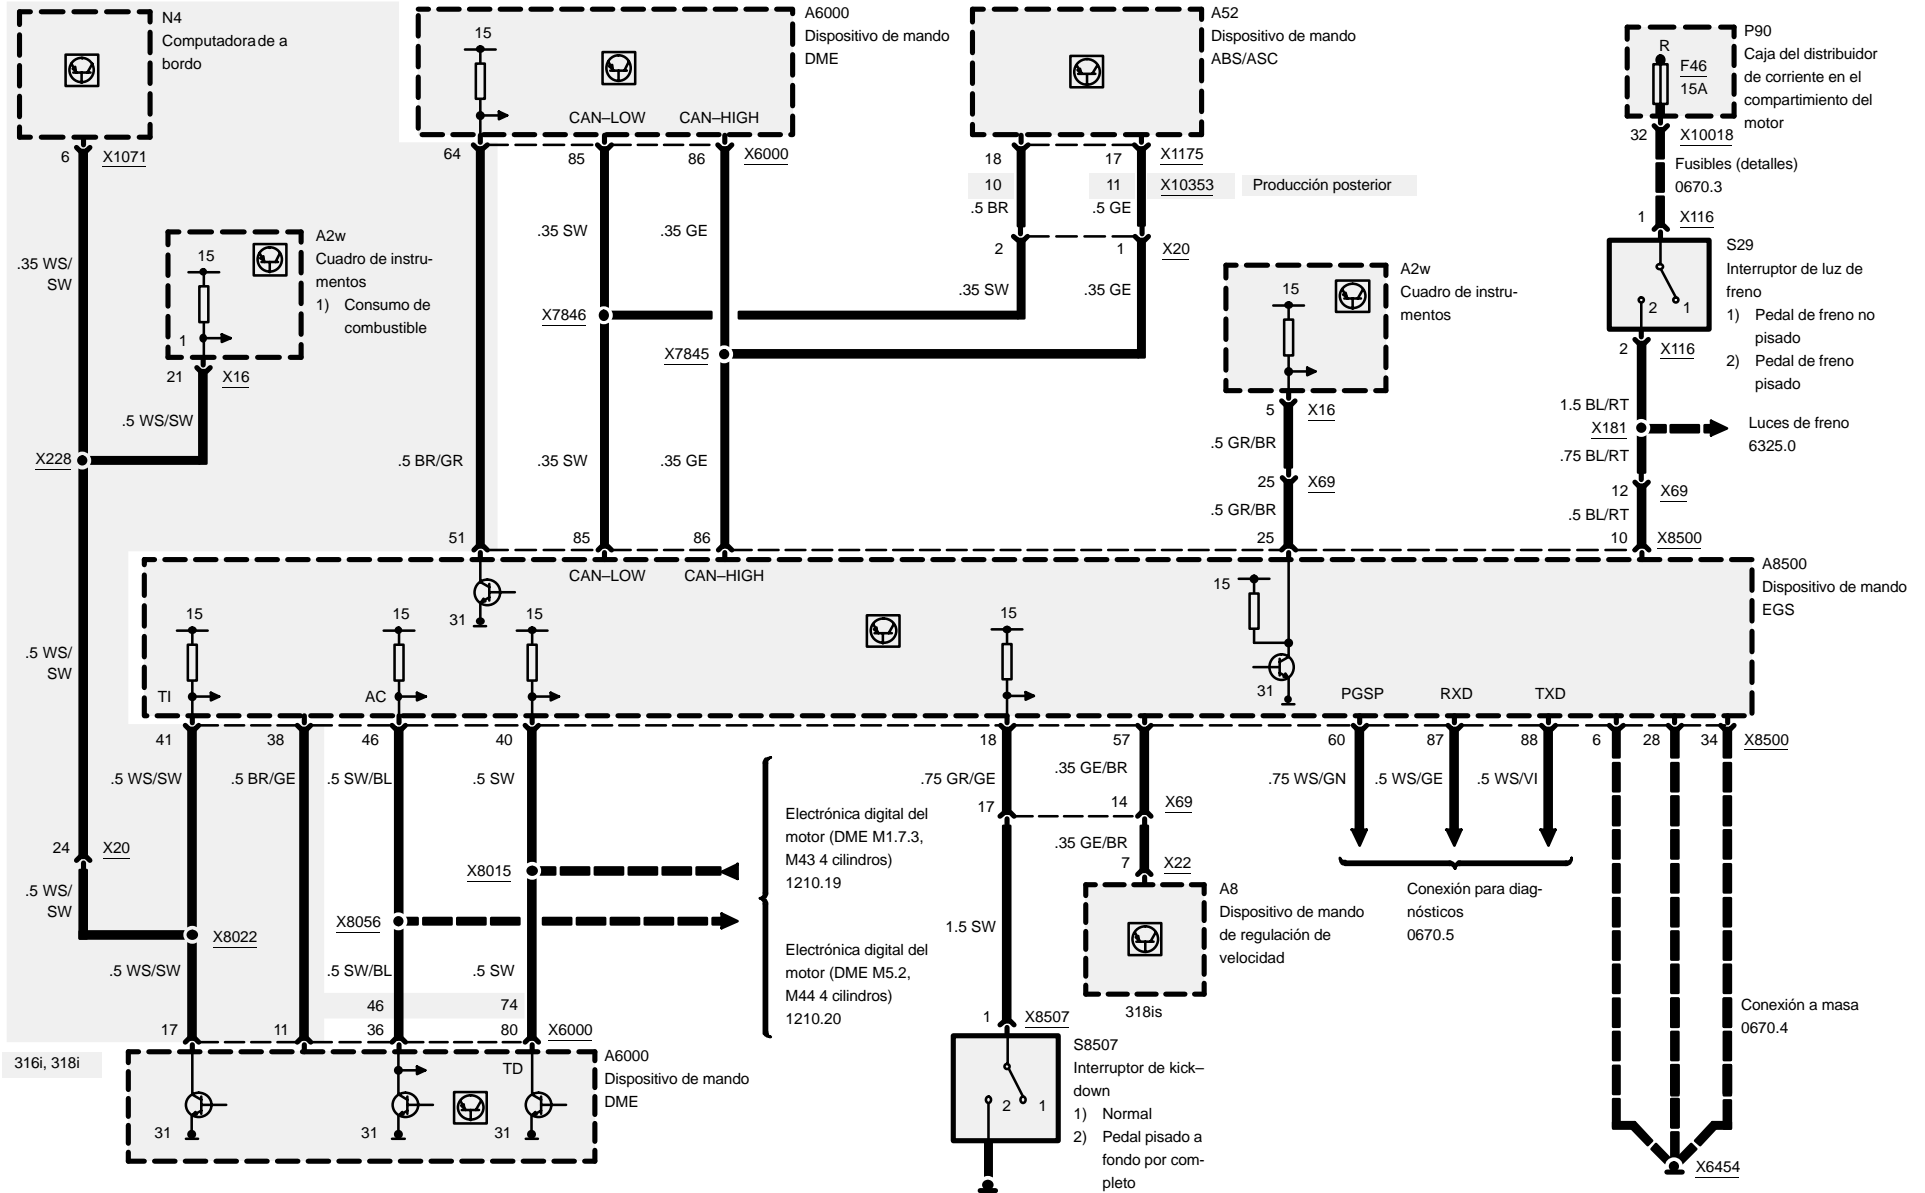 N4
Computadora de a
bordo
6
X1071
.35 WS/
SW
A2w
Cuadro de instru-
mentos
1) Consumo de
combustible
15
1
21
X16
.5 WS/SW
X228
.5 WS/
SW
24
X20
.5 WS/
SW
A6000
Dispositivo de mando
DME
15
CAN–LOW
CAN–HIGH
64
85
86
X6000
.35 SW
.35 GE
X7846
X7845
.5 BR/GR
.35 SW
.35 GE
51
85
86
A52
Dispositivo de mando
ABS/ASC
18
17
X1175
10
11
X10353
Producción posterior
.5 BR
.5 GE
2
1
X20
.35 SW
.35 GE
A2w
Cuadro de instru-
mentos
15
5
X16
.5 GR/BR
25
X69
.5 GR/BR
25
P90
Caja del distribuidor
de corriente en el
compartimiento del
motor
R
F46
15A
32
X10018
Fusibles (detalles)
0670.3
1
X116
S29
Interruptor de luz de
freno
1) Pedal de freno no
pisado
2) Pedal de freno
pisado
2
1
2
X116
1.5 BL/RT
X181
Luces de freno
6325.0
.75 BL/RT
12
X69
.5 BL/RT
10
X8500
A8500
Dispositivo de mando
EGS
CAN–LOW
CAN–HIGH
15
31
15
15
15
15
31
TI
AC
PGSP
RXD
TXD
41
38
46
40
18
57
60
87
88
6
28
34
X8500
.5 WS/SW
.5 BR/GE
.5 SW/BL
.5 SW
.75 GR/GE
.35 GE/BR
.75 WS/GN
.5 WS/GE
.5 WS/VI
17
14
X69
.35 GE/BR
7
X22
Electrónica digital del
motor (DME M1.7.3,
M43 4 cilindros)
1210.19
X8015
X8056
X8022
Electrónica digital del
motor (DME M5.2,
M44 4 cilindros)
1210.20
.5 WS/SW
.5 SW/BL
.5 SW
46
74
17
11
36
80
X6000
316i, 318i
A6000
Dispositivo de mando
DME
TD
31
31
31
A8
Dispositivo de mando
de regulación de
velocidad
318is
Conexión para diag-
nósticos
0670.5
1.5 SW
1
X8507
S8507
Interruptor de kick–
down
1) Normal
2) Pedal pisado a
fondo por com-
pleto
2
1
Conexión a masa
0670.4
X6454